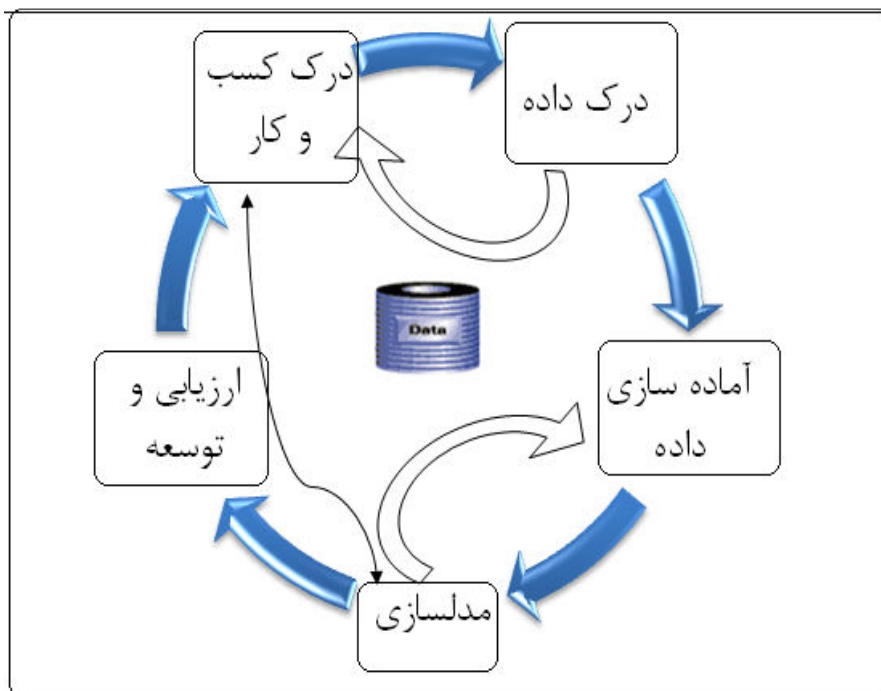 درک کسب
و کار
درک داده
آماده سازی
داده
مدلسازی
ارزیابی و
توسعه
Data